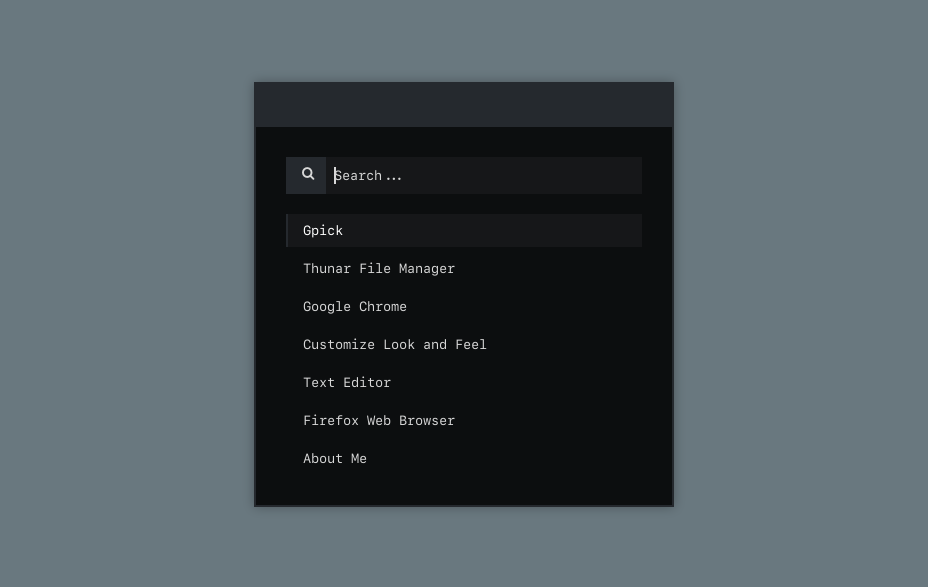 Search...
Gpick
Thunar File Manager
Google Chrome
Customize Look and Feel
Text Editor
Firefox Web Browser
About Me